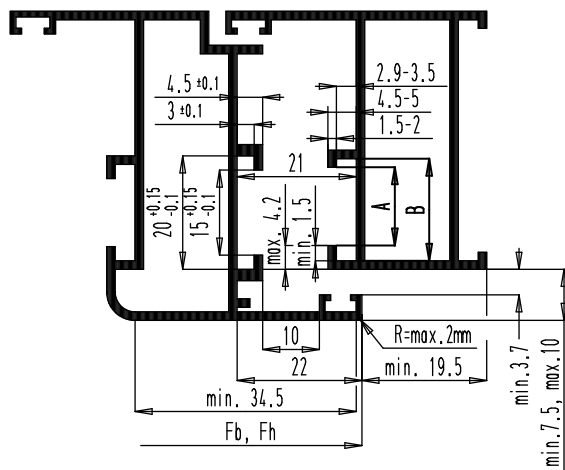 4.5 ±0.1
2.9-3.5
3 ±0.1
4.5-5
1.5-2
21
20 +0.15 -0.1
15 +0.15 -0.1
max. 4.2
min. 1.5
A
B
10
22
R=max.2mm
min. 19.5
min.3.7
min.7.5, max.10
min. 34.5
Fb, Fh